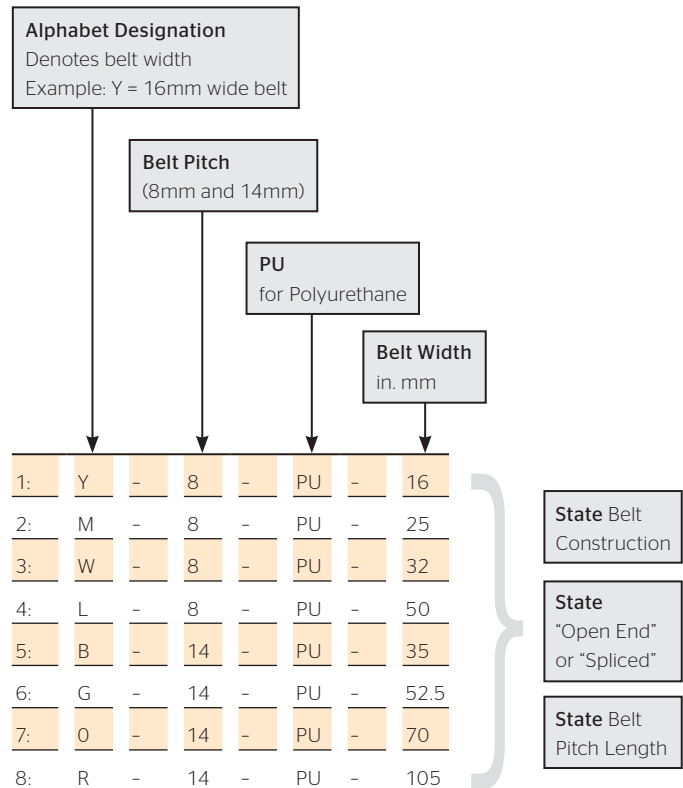 Alphabet Designation
Denotes belt width
Example: Y = 16mm wide belt
Belt Pitch
(8mm and 14mm)
PU
for Polyurethane
Belt Width
in. mm
1: Y - 8 - PU - 16
2: M - 8 - PU - 25
3: W - 8 - PU - 32
4: L - 8 - PU - 50
5: B - 14 - PU - 35
6: G - 14 - PU - 52.5
7: 0 - 14 - PU - 70
8: R - 14 - PU - 105
State Belt
Construction
State
“Open End”
or “Spliced”
State Belt
Pitch Length